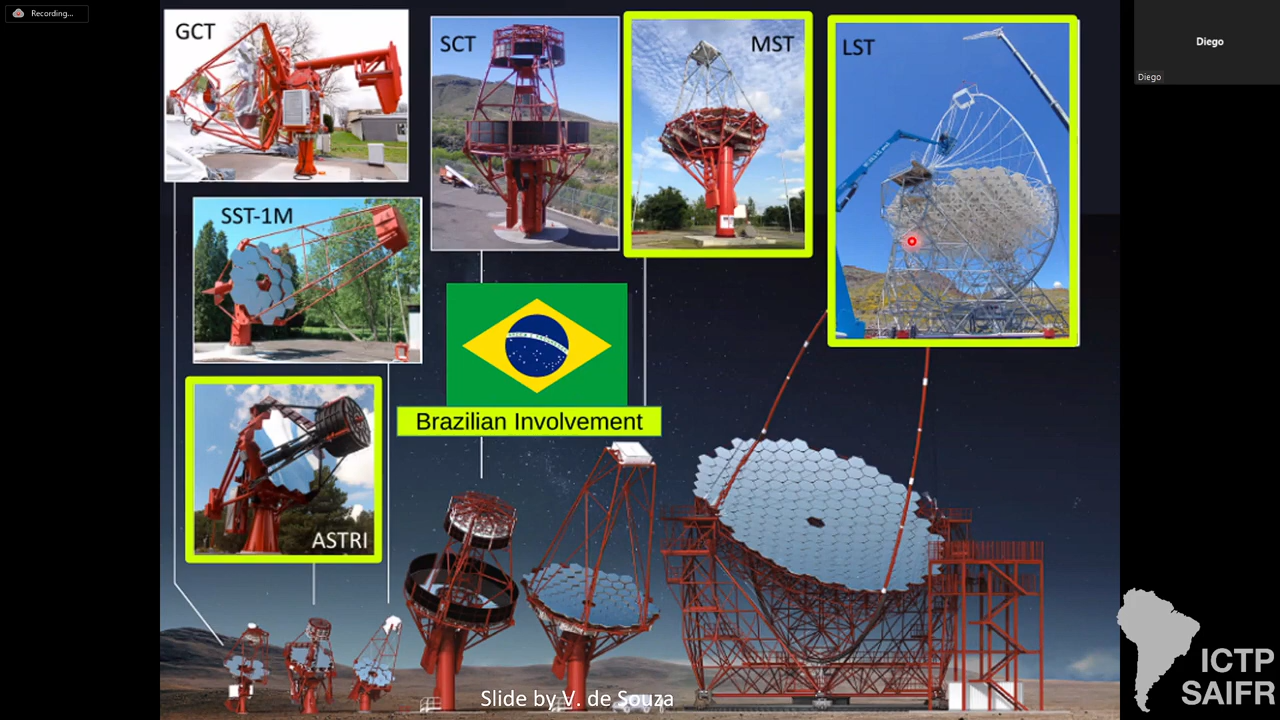 Recording...
GCT
SCT
MST
LST
SST-1M
ASTRI
Brazilian Involvement
Slide by V. de Souza
Diego
Diego
ICTP
SAIFR